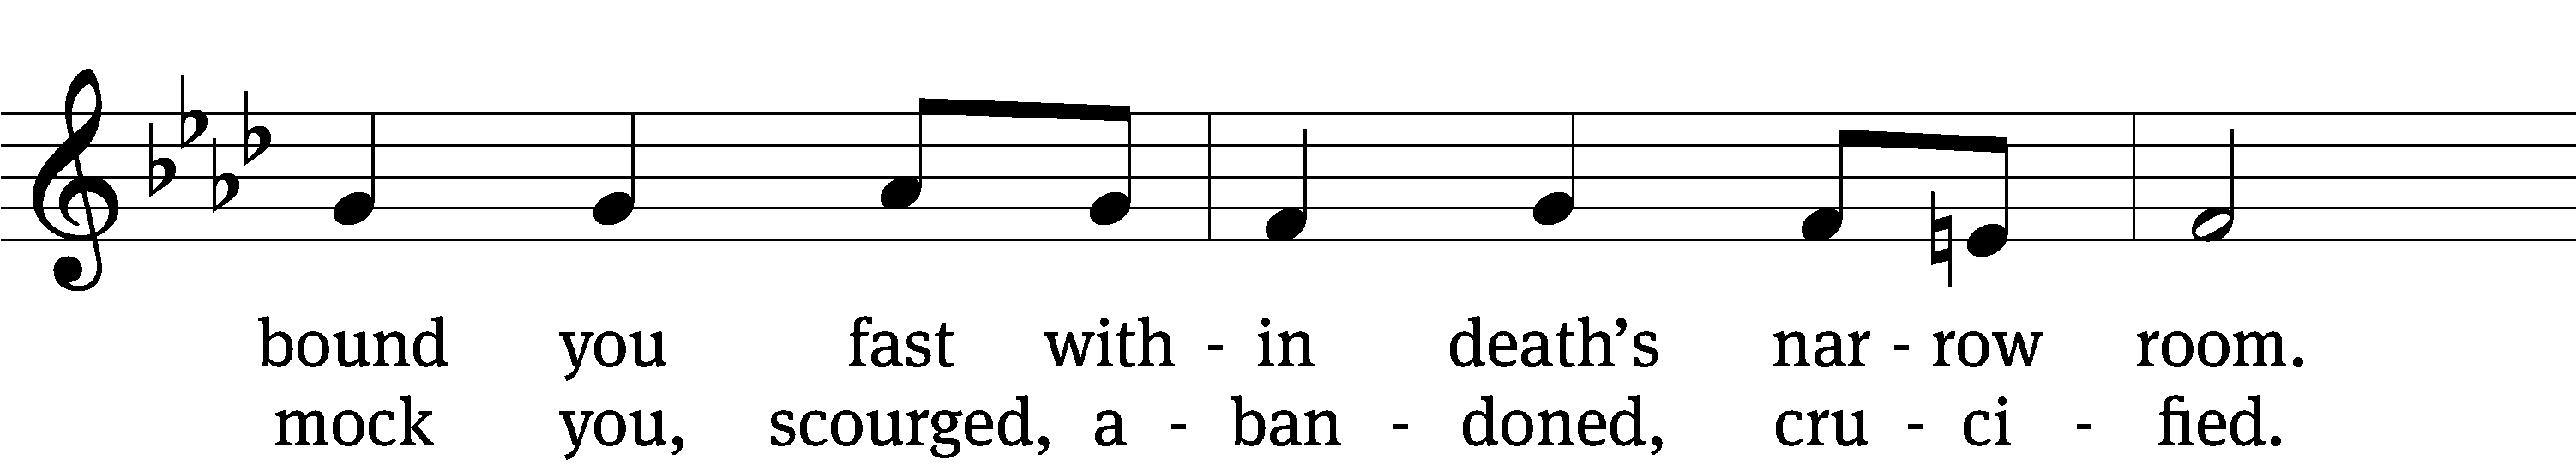 bound you fast with - in death’s nar - row room.
mock you, scourged, a - ban - doned, cru - ci - fied.